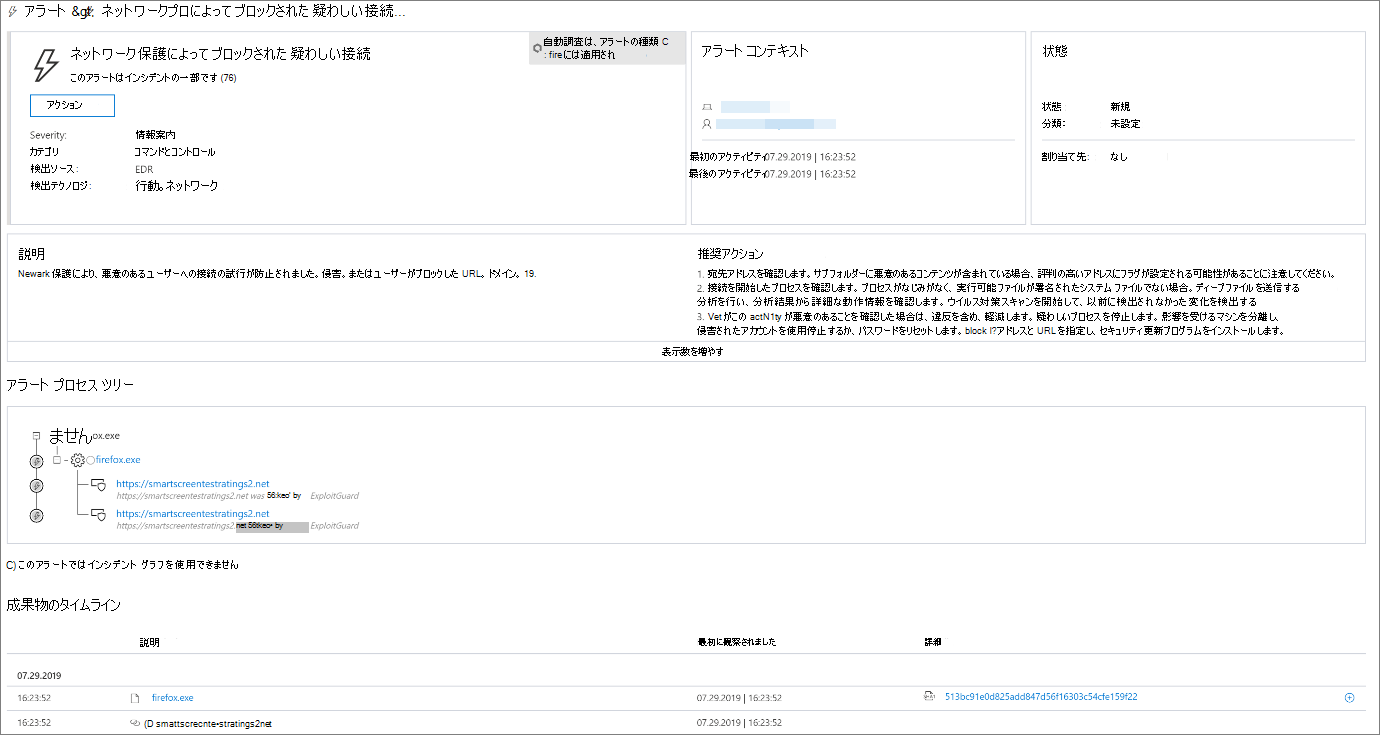 アラート &gt; ネットワークプロによってブロックされた 疑わしい接続...
ネットワーク保護によってブロックされた 疑わしい接続
このアラートはインシデントの一部です (76)
アクション
Severity: 情報案内
カテゴリ コマンドとコントロール
検出ソース: EDR
検出テクノロジ: 行動。ネットワーク
自動調査は、アラートの種類 C
: fireには適用され
アラート コンテキスト
最初のアクティビティ 07.29.2019 | 16:23:52
最後のアクティビティ 07.29.2019 | 16:23:52
状態
状態 新規
分類: 未設定
割り当て先: なし
説明
Newark 保護により、悪意のあるユーザーへの接続の試行が防止されました。侵害。またはユーザーがブロックした URL。ドメイン。19.
推奨アクション
1. 宛先アドレスを確認します。サブフォルダーに悪意のあるコンテンツが含まれている場合、評判の高いアドレスにフラグが設定される可能性があることに注意してください。
2. 接続を開始したプロセスを確認します。プロセスがなじみがなく、実行可能ファイルが署名されたシステム ファイルでない場合。ディープファイルを送信する
分析を行い、分析結果から詳細な動作情報を確認します。ウイルス対策スキャンを開始して、以前に検出されなかった変化を検出する
3. Vetがこの actN1ty が悪意のあることを確認した場合は、違反を含め、軽減します。疑わしいプロセスを停止します。影響を受けるマシンを分離し、
侵害されたアカウントを使用停止するか、パスワードをリセットします。block I?アドレスと URLを指定し、セキュリティ更新プログラムをインストールします。
表示数を増やす
アラート プロセス ツリー
ませんox.exe
firefox.exe
https://smartscreentestratings2.net
https://smartscreentestratings2.net was 56:keo' by ExploitGuard
https://smartscreentestratings2.net
https://smartscreentestratings2.net 56tkeo• by ExploitGuard
C)このアラートではインシデント グラフを使用できません
成果物のタイムライン
説明 最初に観察されました 詳細
07.29.2019
16:23:52 firefox.exe 07.29.2019 | 16:23:52 513bc91e0d825add847d56f16303c54cfe159f22
16:23:52 (D smattscreonte•stratings2net 07.29.2019 | 16:23:52